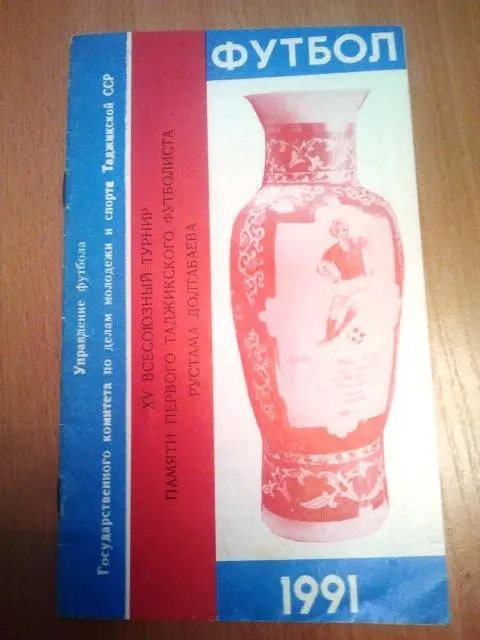 Управление футбола
Государственного комитета по делам молодежи и спорта Таджикской ССР
XV ВСЕСОЮЗНЫЙ ТУРНИР
ПАМЯТИ ПЕРВОГО ТАДЖИКСКОГО ФУТБОЛИСТА
РУСТАМА ДОЛТАБАЕВА
ФУТБОЛ
1991